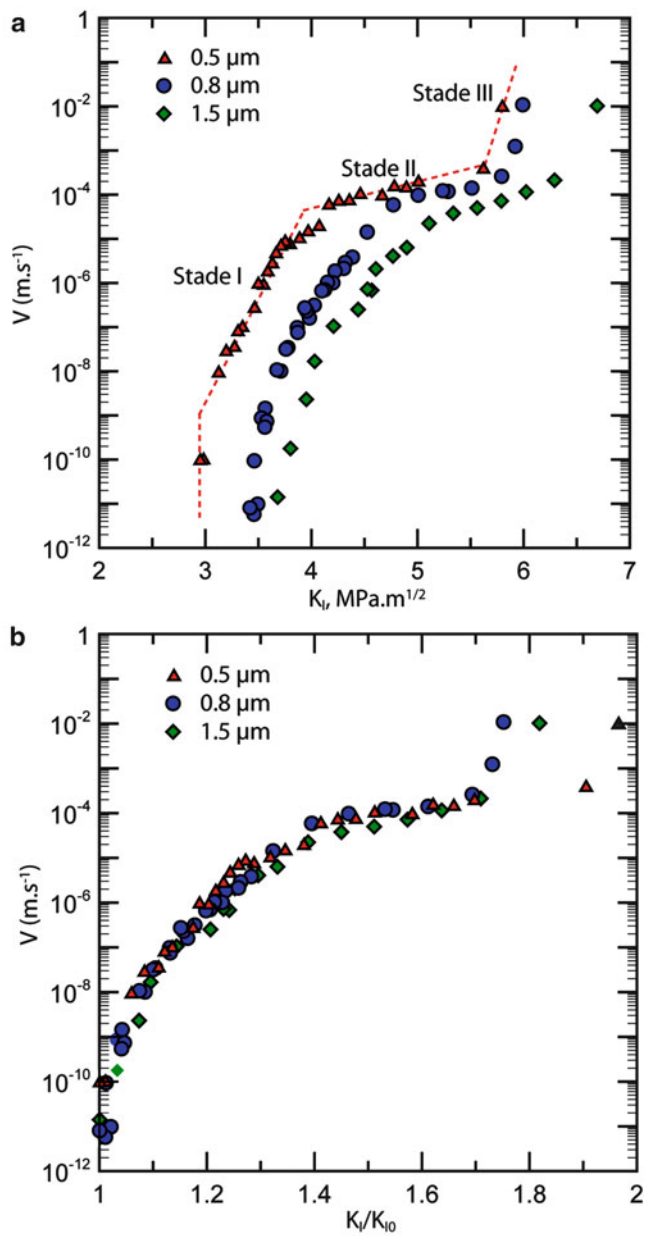 a
1
10-2
10-4
10-6
10-8
10-10
10-12
V (m.s-1)
0.5 µm
0.8 µm
1.5 µm
Stade III
Stade II
Stade I
2 3 4 5 6 7
KI, MPa.m1/2
b
1
10-2
10-4
10-6
10-8
10-10
10-12
V (m.s-1)
0.5 µm
0.8 µm
1.5 µm
1 1.2 1.4 1.6 1.8 2
KI/KI0